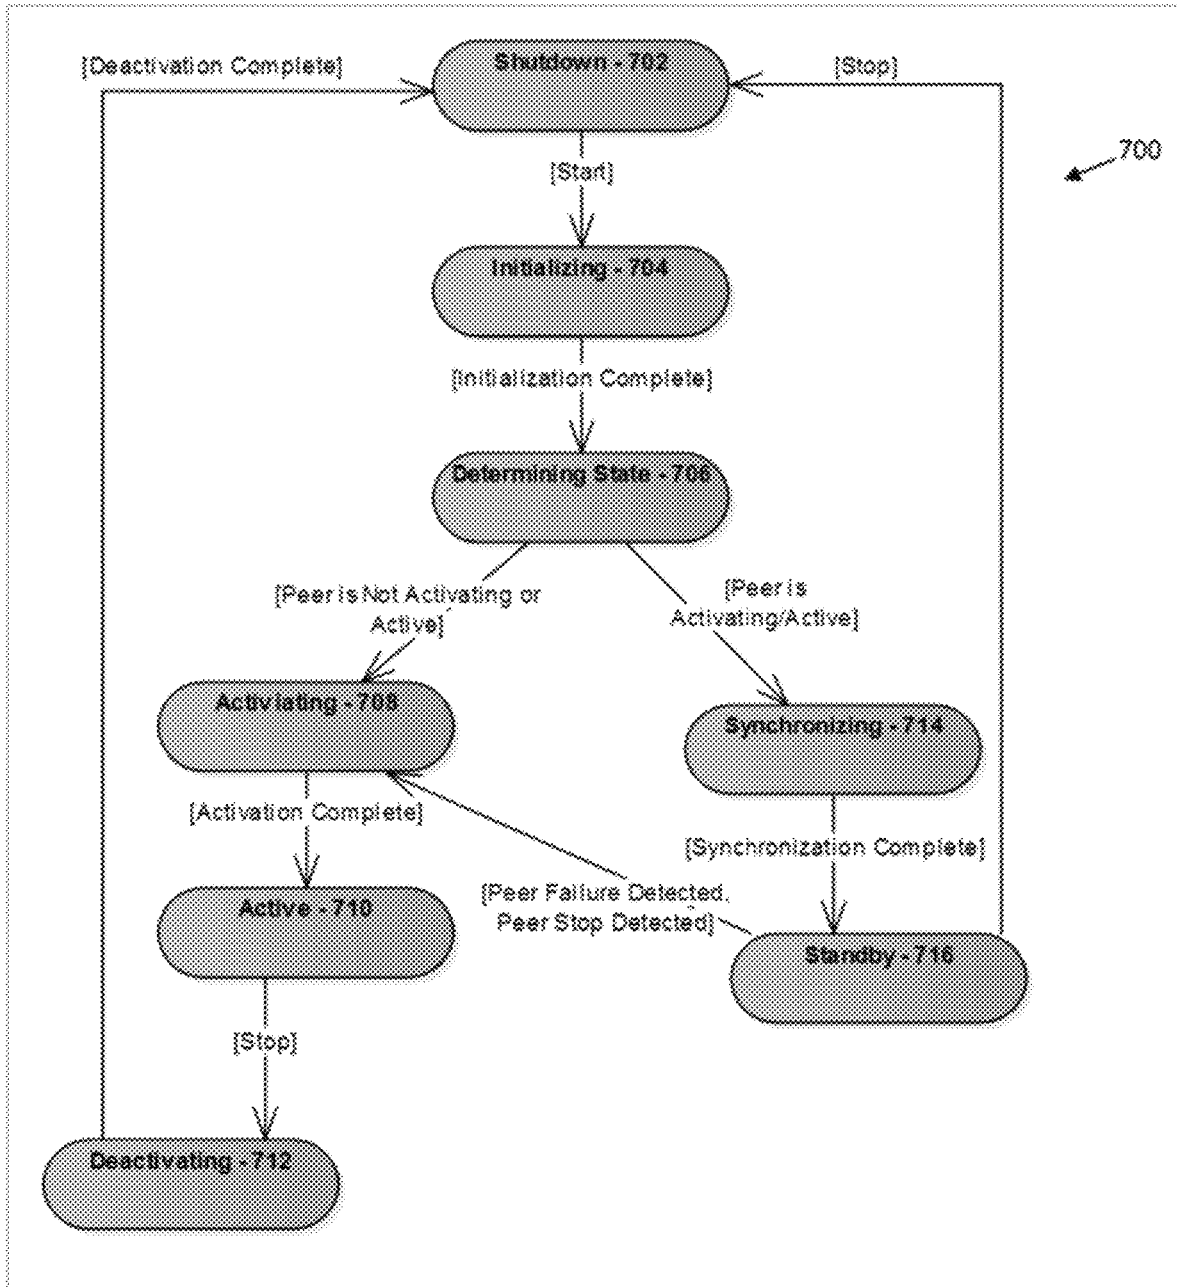 [Deactivation Complete]
Shutdown - 702
[Stop]
700
[Start]
Initializing - 704
[Initialization Complete]
Determining State - 706
[Peer is Not Activating or
Active]
[Peer is
Activating/Active]
Activiating - 708
Synchronizing - 714
[Activation Complete]
[Synchronization Complete]
[Peer Failure Detected,
Peer Stop Detected]
Active - 710
Standby - 716
[Stop]
Deactivating - 712